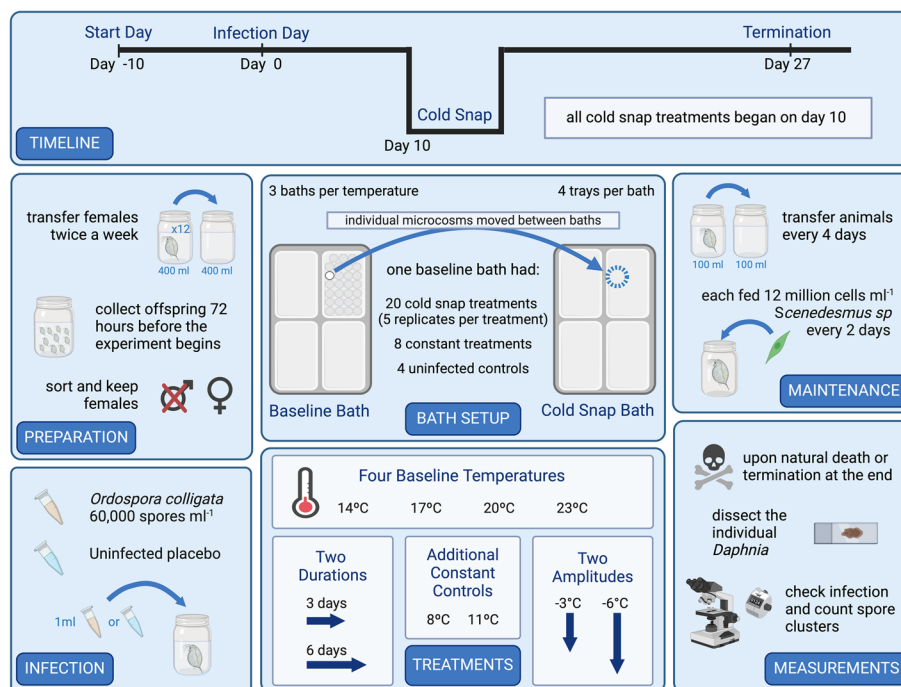 Start Day
Infection Day
Termination
Day -10
Day 0
Day 27
Cold Snap
Day 10
all cold snap treatments began on day 10
TIMELINE
transfer females
twice a week
x12
400 ml
400 ml
collect offspring 72
hours before the
experiment begins
sort and keep
females
PREPARATION
3 baths per temperature
4 trays per bath
individual microcosms moved between baths
one baseline bath had:
20 cold snap treatments
(5 replicates per treatment)
8 constant treatments
4 uninfected controls
Baseline Bath
Cold Snap Bath
BATH SETUP
transfer animals
every 4 days
100 ml
100 ml
each fed 12 million cells ml⁻¹
Scenedesmus sp
every 2 days
MAINTENANCE
Ordospora colligata
60,000 spores ml⁻¹
Uninfected placebo
1ml
or
INFECTION
Four Baseline Temperatures
14ºC 17ºC 20ºC 23ºC
Two
Durations
3 days
6 days
Additional
Constant
Controls
8ºC 11ºC
TREATMENTS
Two
Amplitudes
-3°C -6°C
upon natural death or
termination at the end
dissect the
individual
Daphnia
check infection
and count spore
clusters
MEASUREMENTS